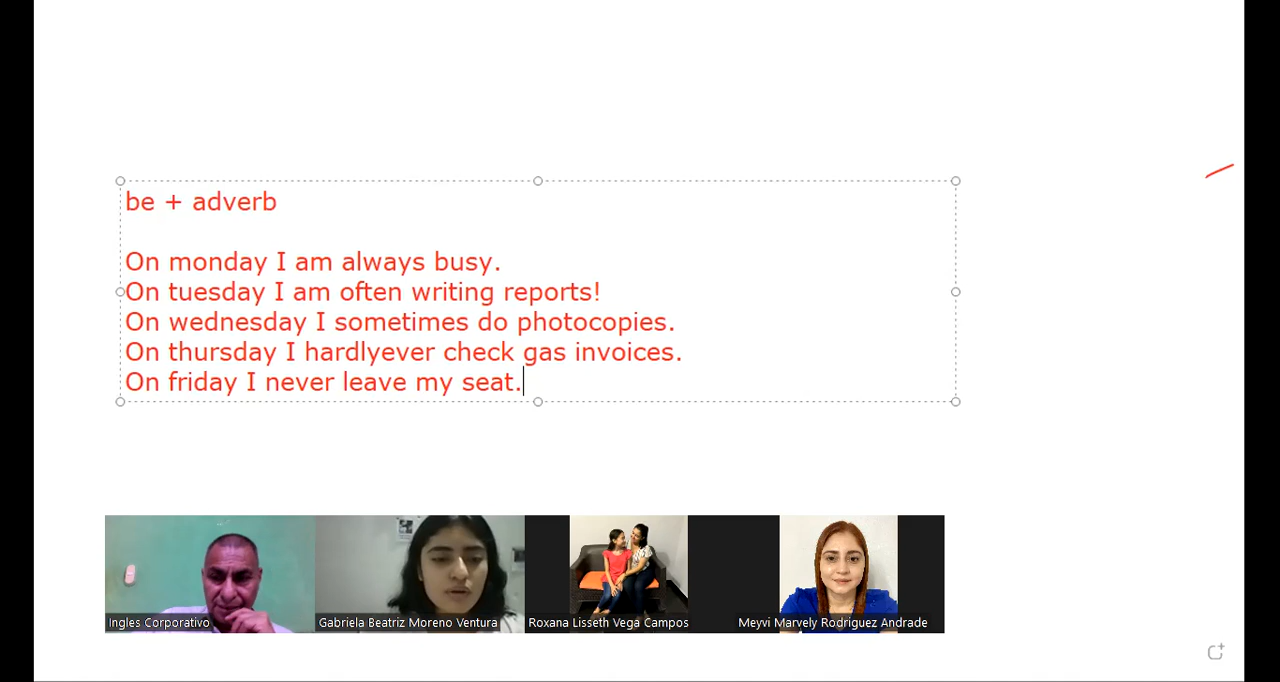 be + adverb
On monday I am always busy.
On tuesday I am often writing reports!
On wednesday I sometimes do photocopies.
On thursday I hardlyever check gas invoices.
On friday I never leave my seat.
Ingles Corporativo
Gabriela Beatriz Moreno Ventura
Roxana Lisseth Vega Campos
Meyvi Marvely Rodriguez Andrade